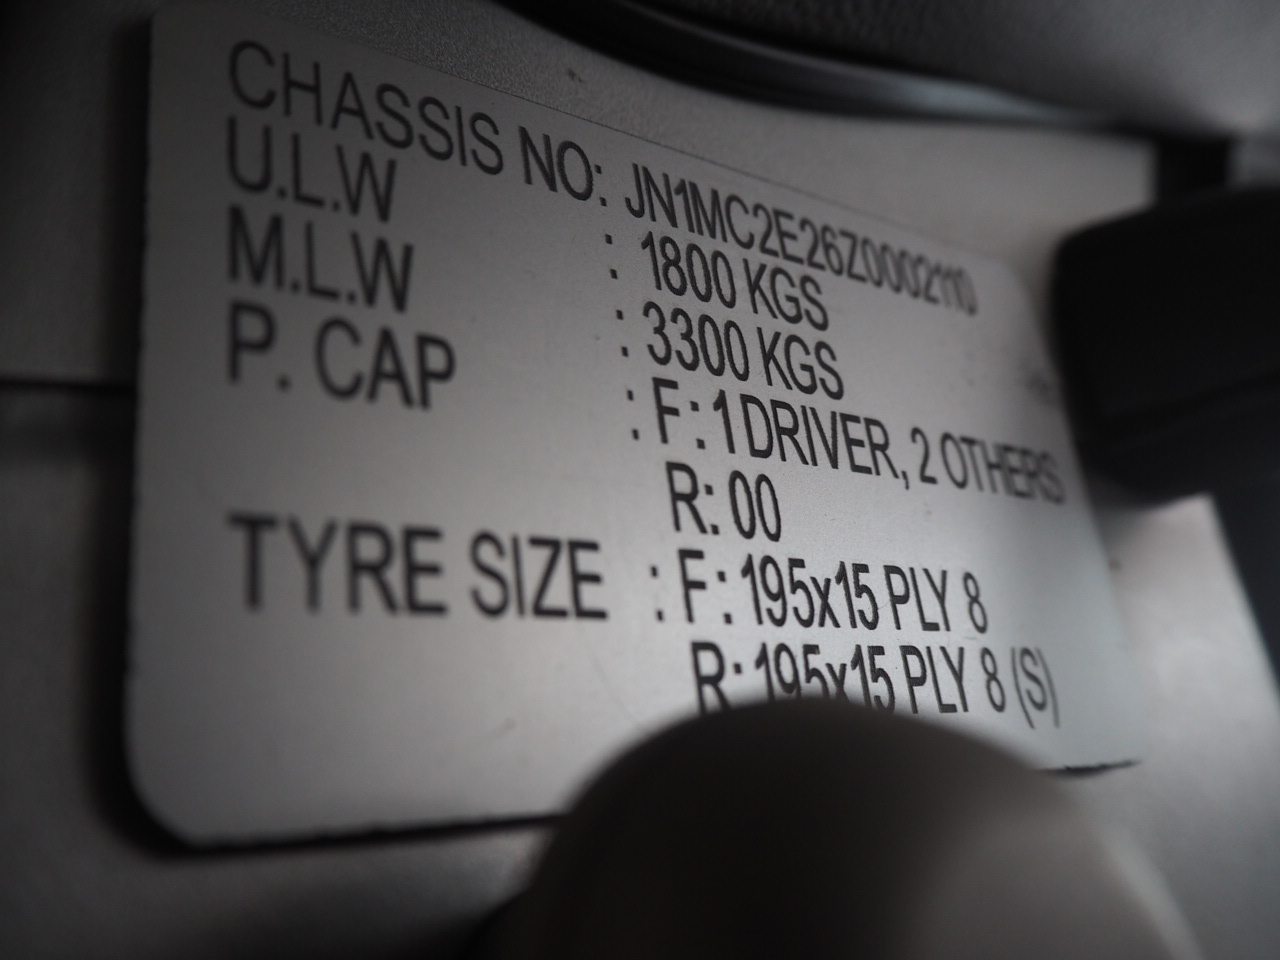 CHASSIS NO: JN1MC2E26Z0002110
U.L.W : 1800 KGS
M.L.W : 3300 KGS
P. CAP : F: 1 DRIVER, 2 OTHERS
R: 00
TYRE SIZE : F: 195x15 PLY 8
R: 195x15 PLY 8 (S)